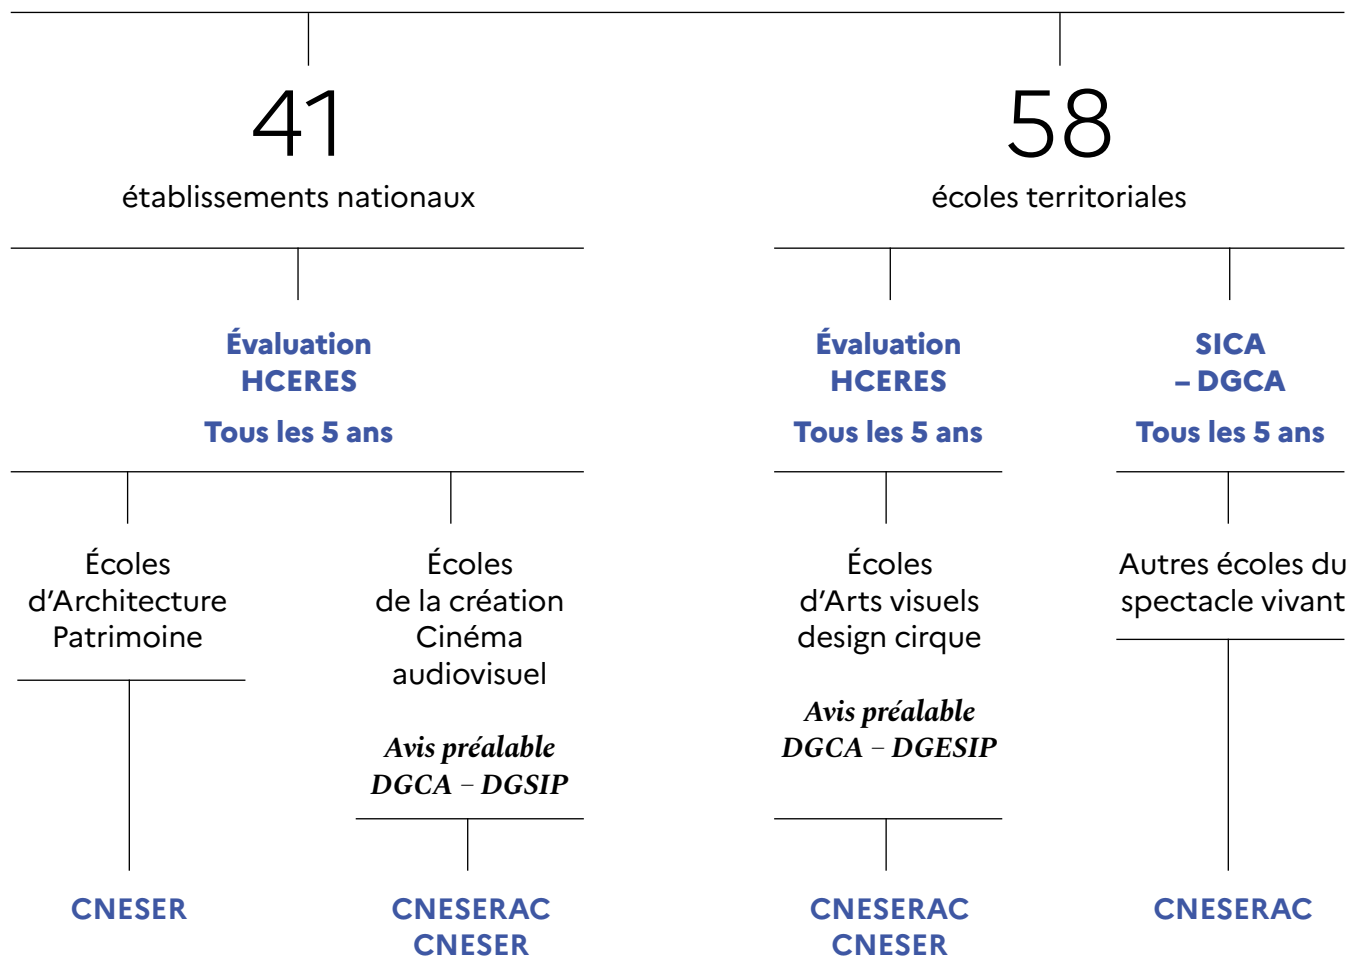 41
établissements nationaux
58
écoles territoriales
Évaluation
HCERES
Tous les 5 ans
Évaluation
HCERES
Tous les 5 ans
SICA
– DGCA
Tous les 5 ans
Écoles
d’Architecture
Patrimoine
Écoles
de la création
Cinéma
audiovisuel
Avis préalable
DGCA – DGSIP
Écoles
d’Arts visuels
design cirque
Avis préalable
DGCA – DGESIP
Autres écoles du
spectacle vivant
CNESER
CNESERAC
CNESER
CNESERAC
CNESER
CNESERAC